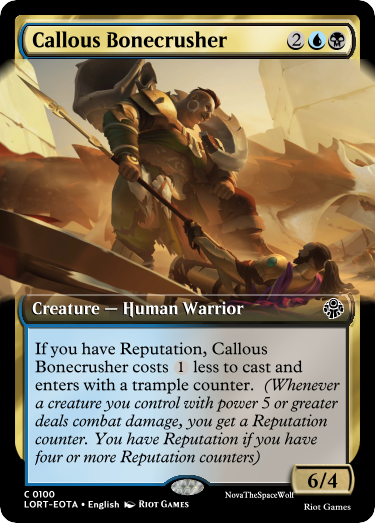 Callous Bonecrusher 2
Creature — Human Warrior
If you have Reputation, Callous
Bonecrusher costs 1 less to cast and
enters with a trample counter. (Whenever
a creature you control with power 5 or greater
deals combat damage, you get a Reputation
counter. You have Reputation if you have
four or more Reputation counters)
6/4
C 0100
LORT-EOTA • English Riot Games
NovaTheSpaceWolf
Riot Games